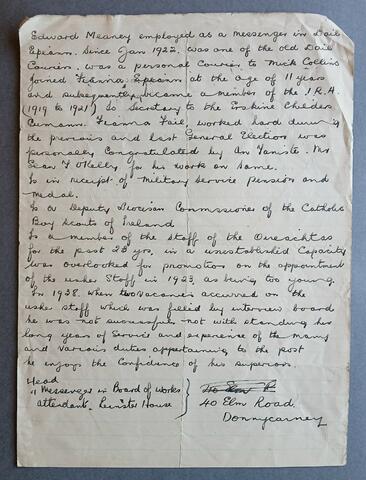 Edward Meaney employed as a messenger in Dail
Eireann. Since Jan 1922. was one of the old Dail
Couriers. was a personal Courier to Mick Collins
Joined Fianna Eireann at the age of 11 years
and subsequently became a member of the I.R.A.
(1919 to 1921) Is Secretary to the Erskine Childers
Cumann. Fianna Fail, worked hard during
the previous and last General Election was
personally Congratulated by An Taniste. Mr
Sean T O'Kelly for his work on same.
Is in receipt of Military Service pension and
medal.
Is a Deputy Diocisan Commissioner of the Catholic
Boy Scouts of Ireland
Is a member of the staff of the Oireachtas
for the past 23 yrs, in a unestablished Capacity
was overlooked for promotion on the appointment
of the usher Staff in 1923, as being too young.
In 1938. when two vacancies accurred on the
usher staff which was filled by interview board
he was not successful not with standing his
long years of Service and experience of the many
and various duties appertaining to the post
he enjoys the Confidence of his superiors.
Head
" Messenger in Board of Works
attendant. Leinster House
40 Elm Road.
Donnycarney